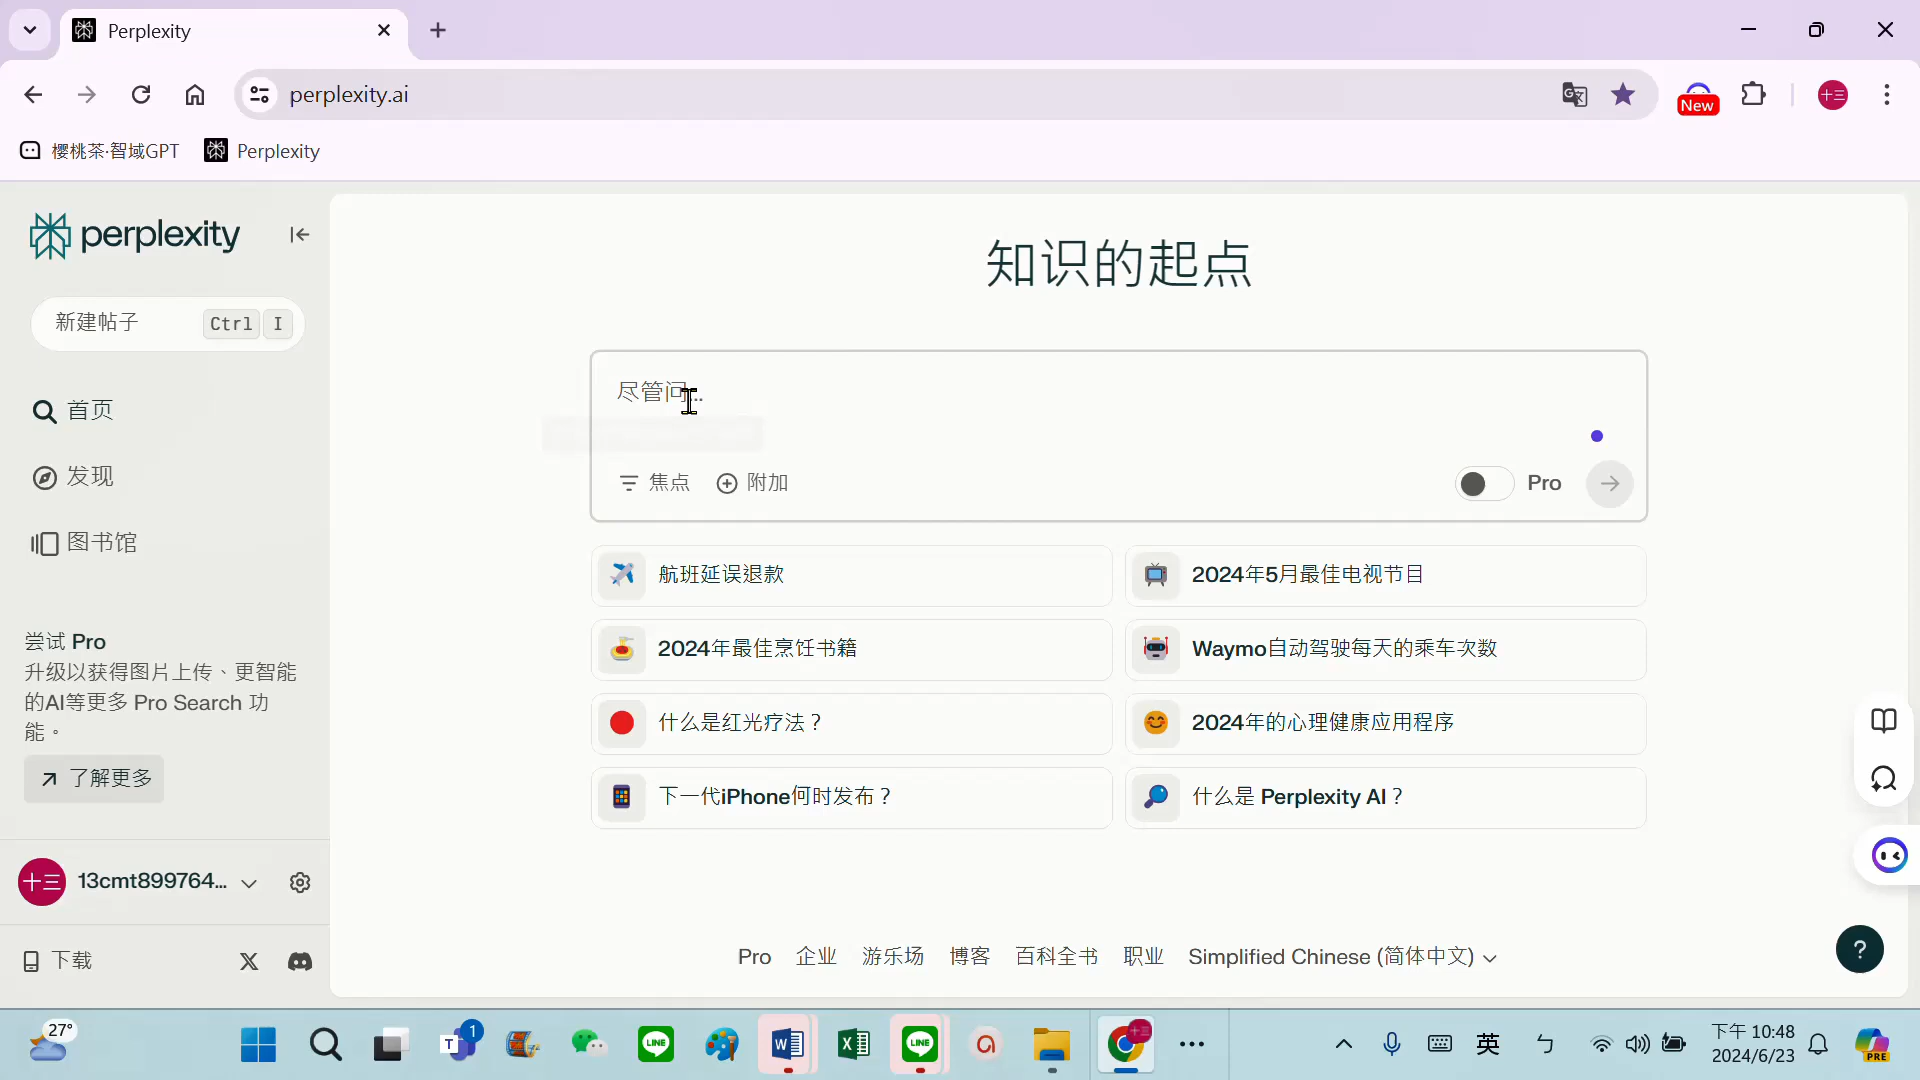 Perplexity
perplexity.ai
New
十三
樱桃茶·智域GPT
Perplexity
perplexity
新建帖子 Ctrl I
首页
发现
图书馆
尝试 Pro
升级以获得图片上传、更智能
的AI等更多 Pro Search 功
能。
了解更多
十三 13cmt899764...
下载
知识的起点
尽管问...
焦点 附加 Pro
航班延误退款
2024年5月最佳电视节目
2024年最佳烹饪书籍
Waymo自动驾驶每天的乘车次数
什么是红光疗法？
2024年的心理健康应用程序
下一代iPhone何时发布？
什么是 Perplexity AI？
Pro 企业 游乐场 博客 百科全书 职业 Simplified Chinese (简体中文)
?
27°
1
LINE
LINE
英
ㄅ
下午 10:48
2024/6/23
PRE